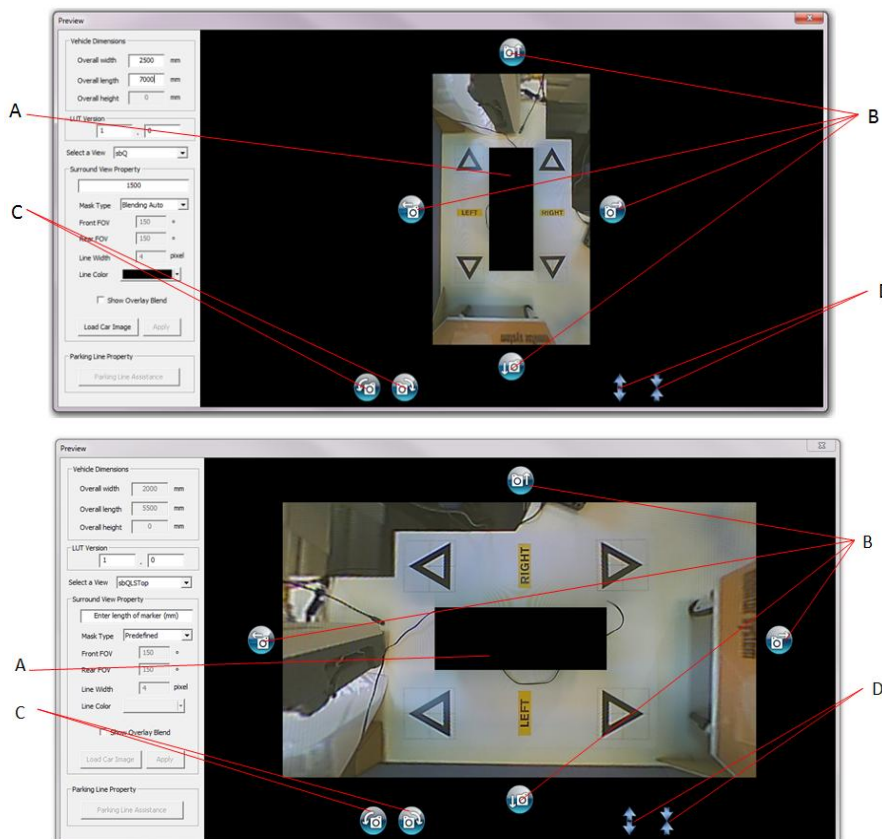 Preview
Vehicle Dimensions
Overall width 2500 mm
Overall length 7000 mm
Overall height 0 mm
LUT Version
1 . 0
Select a View sbQ
Surround View Property
1500
Mask Type Blending Auto
Front FOV 150 °
Rear FOV 150 °
Line Width 4 pixel
Line Color
Show Overlay Blend
Load Car Image Apply
Parking Line Property
Parking Line Assistance
LEFT RIGHT
A
B
C
Preview
Vehicle Dimensions
Overall width 2000 mm
Overall length 5500 mm
Overall height 0 mm
LUT Version
1 . 0
Select a View sbQLSTop
Surround View Property
Enter length of marker (mm)
Mask Type Predefined
Front FOV 150 °
Rear FOV 150 °
Line Width 4 pixel
Line Color
Show Overlay Blend
Load Car Image Apply
Parking Line Property
Parking Line Assistance
RIGHT
LEFT
A
B
C
D